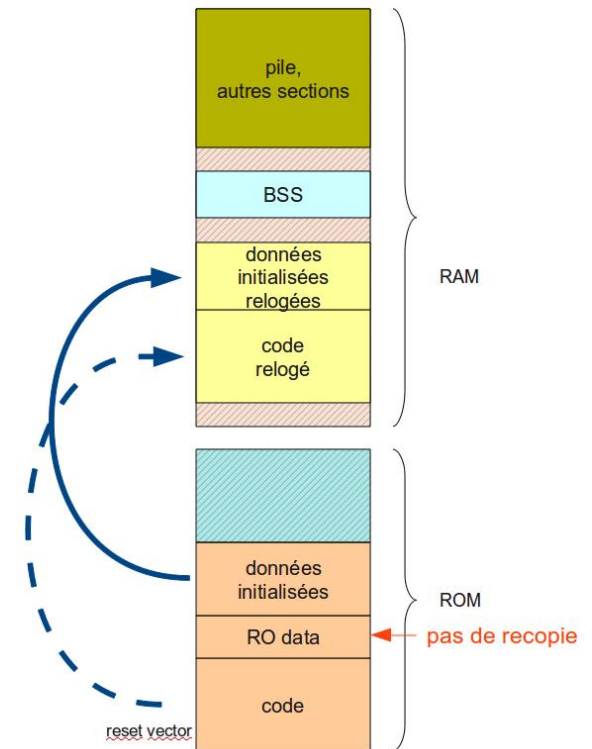 pile,
autres sections
BSS
données
initialisées
relogées
RAM
code
relogé
données
initialisées
ROM
RO data
pas de recopie
code
reset vector